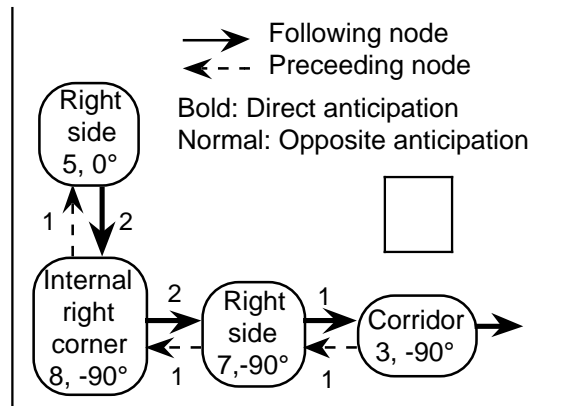 Following node
Preceeding node
Bold: Direct anticipation
Normal: Opposite anticipation
Right
side
5, 0°
1
2
Internal
right
corner
8, -90°
2
1
Right
side
7,-90°
1
1
Corridor
3, -90°